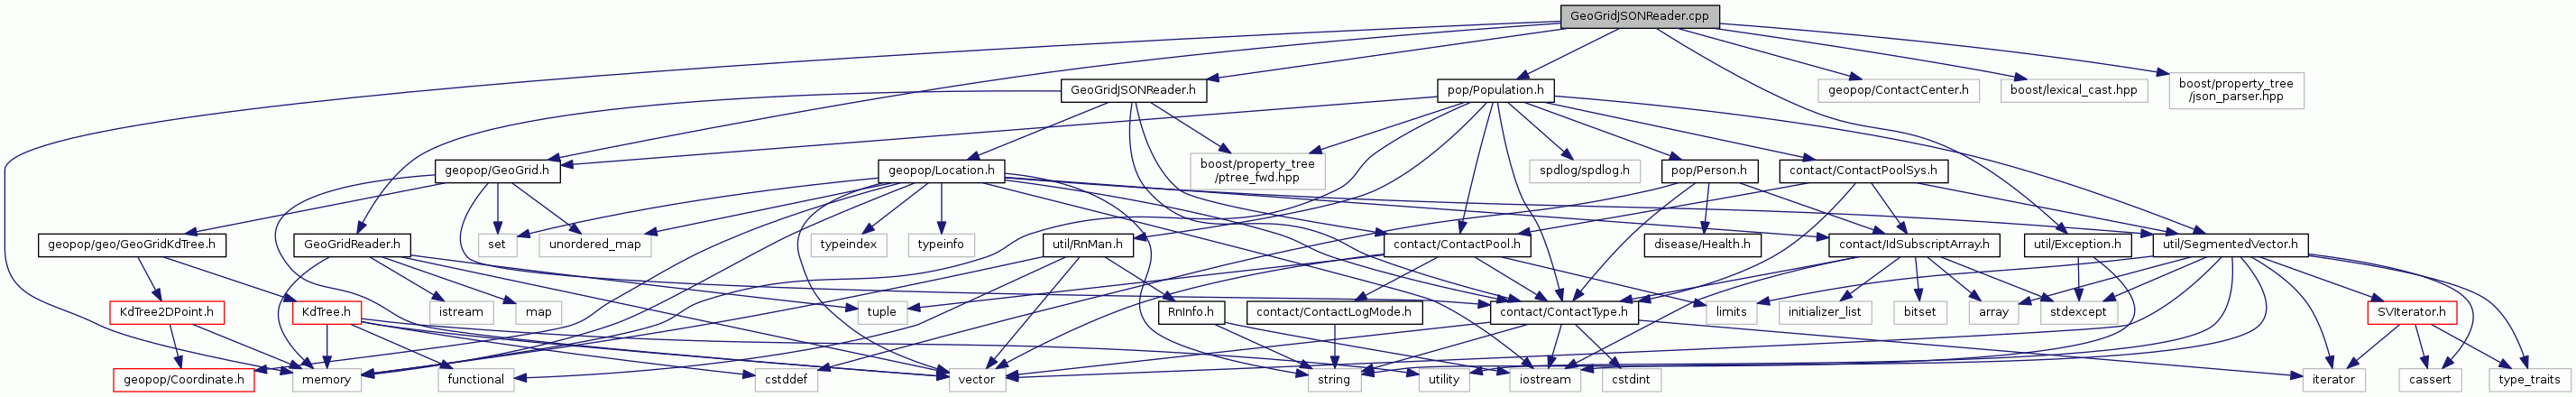 GeoGridJSONReader.cpp
GeoGridJSONReader.h
pop/Population.h
geopop/ContactCenter.h
boost/lexical_cast.hpp
boost/property_tree
/json_parser.hpp
geopop/GeoGrid.h
geopop/Location.h
boost/property_tree
/ptree_fwd.hpp
spdlog/spdlog.h
pop/Person.h
contact/ContactPoolSys.h
geopop/geo/GeoGridKdTree.h
GeoGridReader.h
set
unordered_map
typeindex
typeinfo
util/RnMan.h
contact/ContactPool.h
disease/Health.h
contact/IdSubscriptArray.h
util/Exception.h
util/SegmentedVector.h
KdTree2DPoint.h
KdTree.h
istream
map
tuple
RnInfo.h
contact/ContactLogMode.h
contact/ContactType.h
limits
initializer_list
bitset
array
stdexcept
SVIterator.h
geopop/Coordinate.h
memory
functional
cstddef
vector
utility
string
iostream
cstdint
iterator
cassert
type_traits